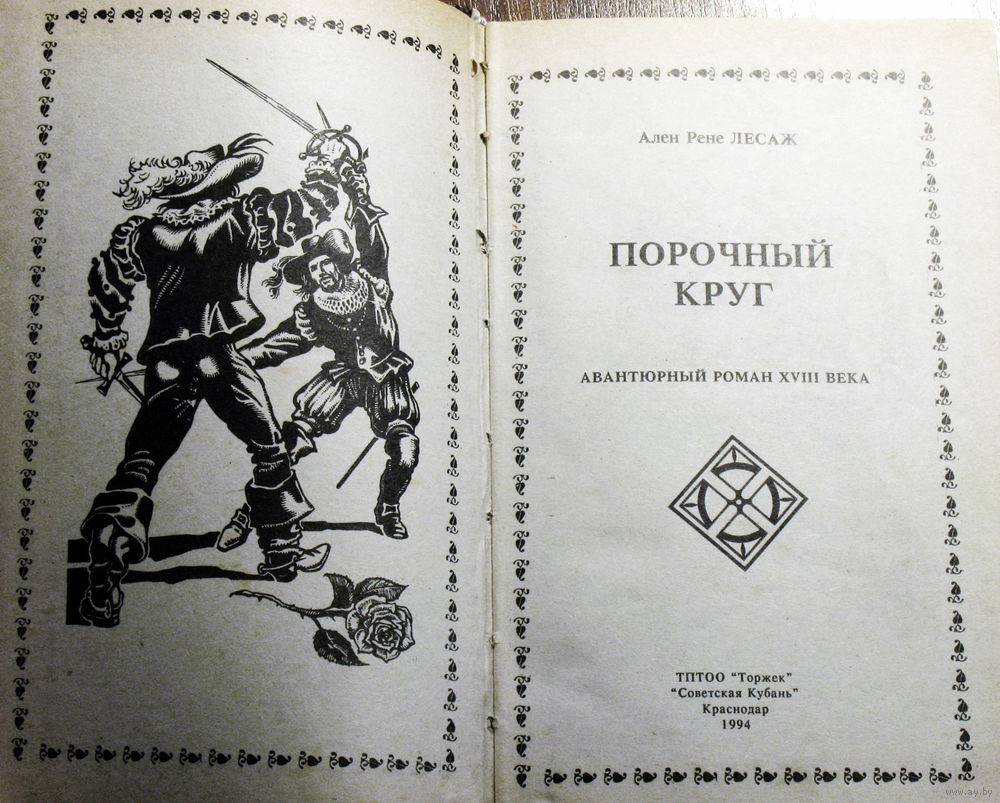 Ален Рене ЛЕСАЖ
ПОРОЧНЫЙ
КРУГ
АВАНТЮРНЫЙ РОМАН XVIII ВЕКА
ТПТОО “Торжек”
“Советская Кубань”
Краснодар
1994
www.ay.by